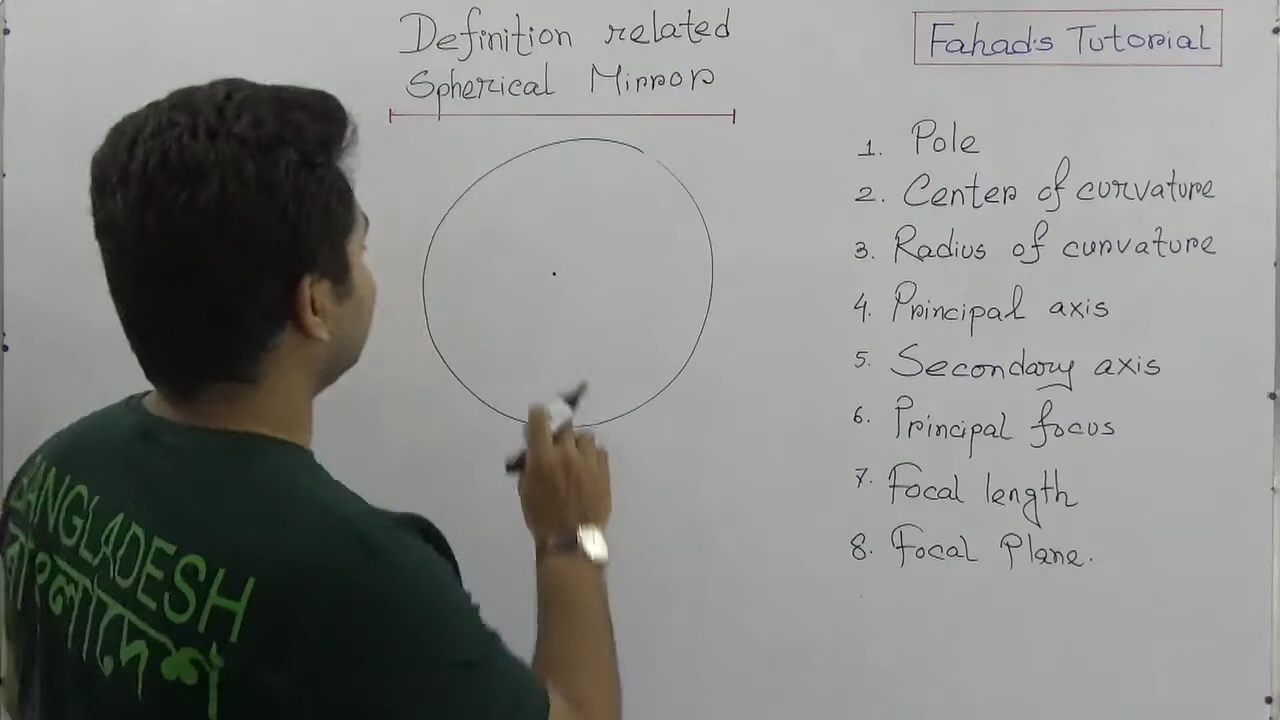 Definition related
Spherical Mirror
Fahad's Tutorial
1. Pole
2. Center of curvature
3. Radius of curvature
4. Principal axis
5. Secondary axis
6. Principal focus
7. Focal length
8. Focal Plane.
BANGLADESH
বাংলাদেশ